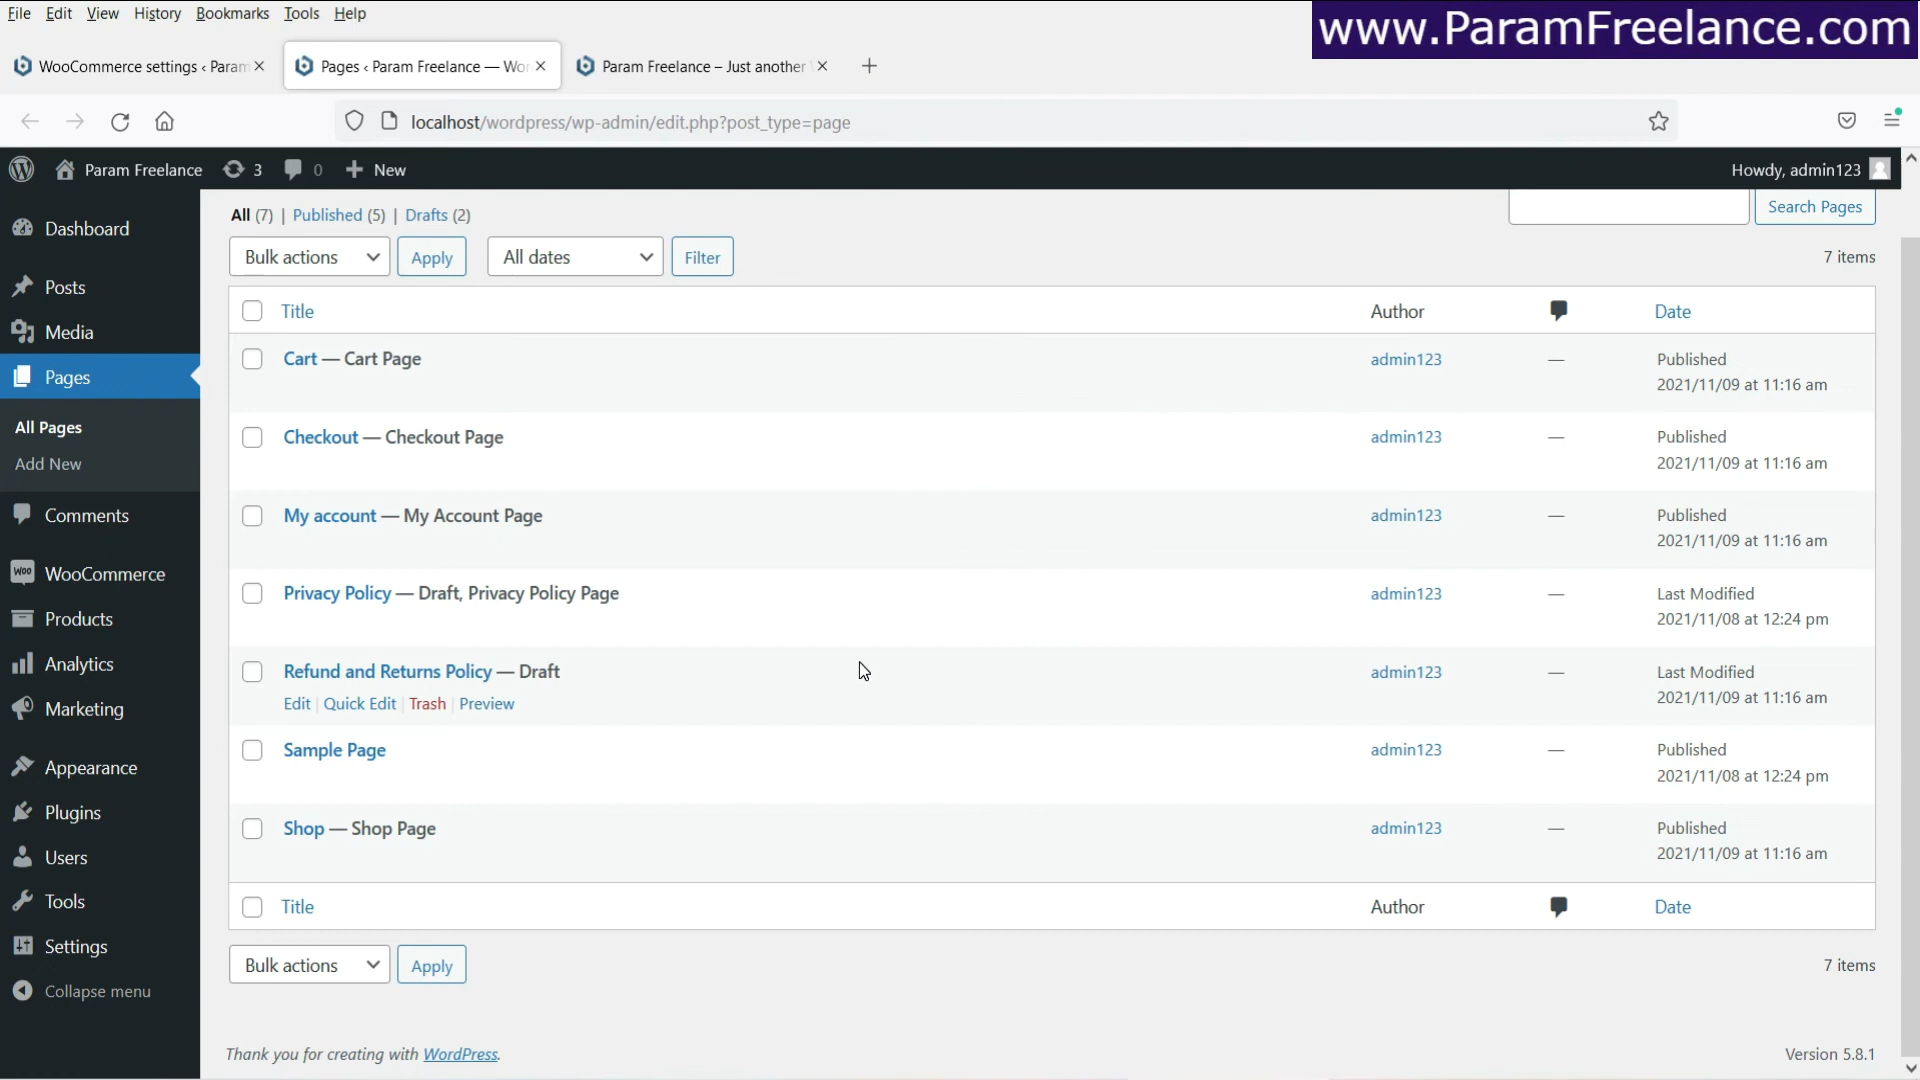 File Edit View History Bookmarks Tools Help
www.ParamFreelance.com
WooCommerce settings ‹ Param
Pages ‹ Param Freelance — Wor
Param Freelance – Just another
localhost/wordpress/wp-admin/edit.php?post_type=page
Param Freelance 3 0 New
Howdy, admin123
Dashboard
Posts
Media
Pages
All Pages
Add New
Comments
WooCommerce
Products
Analytics
Marketing
Appearance
Plugins
Users
Tools
Settings
Collapse menu
All (7) | Published (5) | Drafts (2)
Search Pages
Bulk actions Apply All dates Filter
7 items
Title Author Date
Cart — Cart Page admin123 — Published
2021/11/09 at 11:16 am
Checkout — Checkout Page admin123 — Published
2021/11/09 at 11:16 am
My account — My Account Page admin123 — Published
2021/11/09 at 11:16 am
Privacy Policy — Draft, Privacy Policy Page admin123 — Last Modified
2021/11/08 at 12:24 pm
Refund and Returns Policy — Draft admin123 — Last Modified
2021/11/09 at 11:16 am
Edit | Quick Edit | Trash | Preview
Sample Page admin123 — Published
2021/11/08 at 12:24 pm
Shop — Shop Page admin123 — Published
2021/11/09 at 11:16 am
Title Author Date
Bulk actions Apply
7 items
Thank you for creating with WordPress.
Version 5.8.1